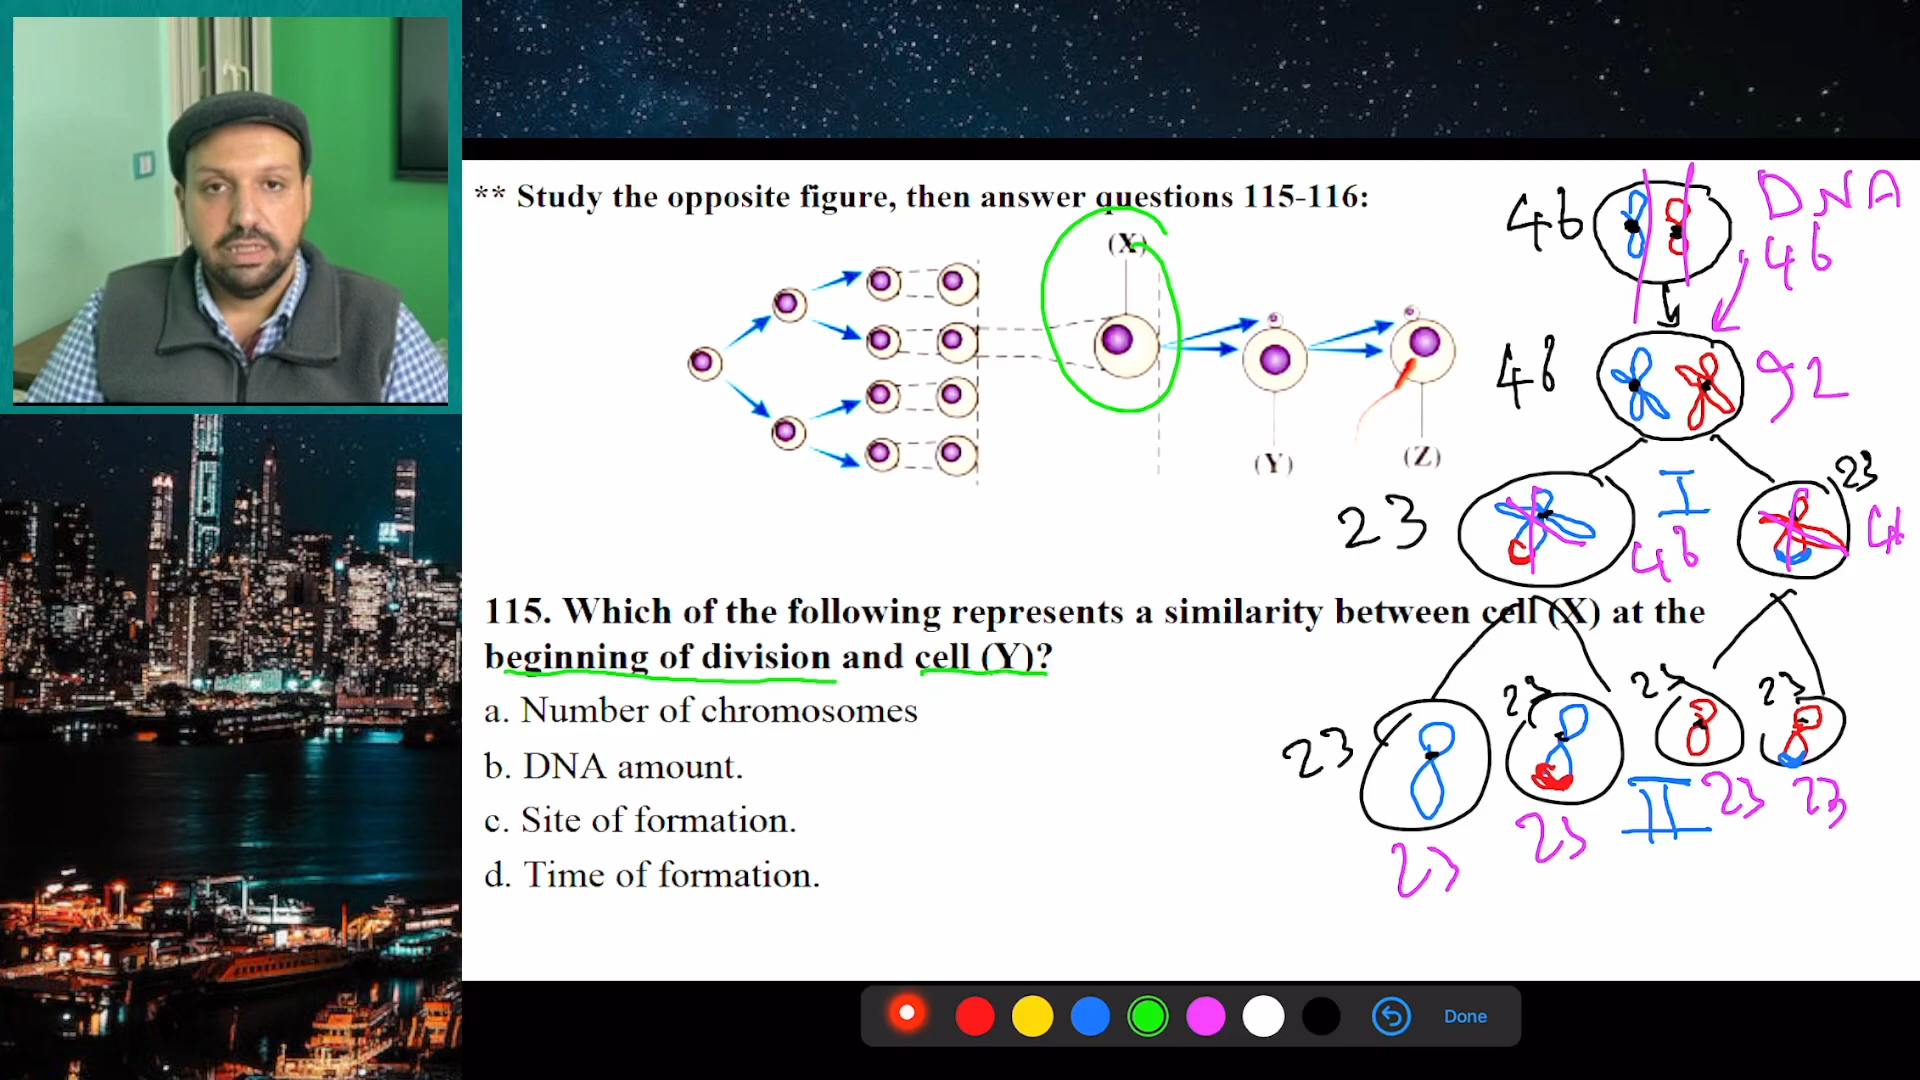 ** Study the opposite figure, then answer questions 115-116:
(X)
(Y)
(Z)
115. Which of the following represents a similarity between cell (X) at the
beginning of division and cell (Y)?
a. Number of chromosomes
b. DNA amount.
c. Site of formation.
d. Time of formation.
46
DNA
46
46
92
23
I
46
23
4
23
23
23
23
II
23
23
23
23
Done